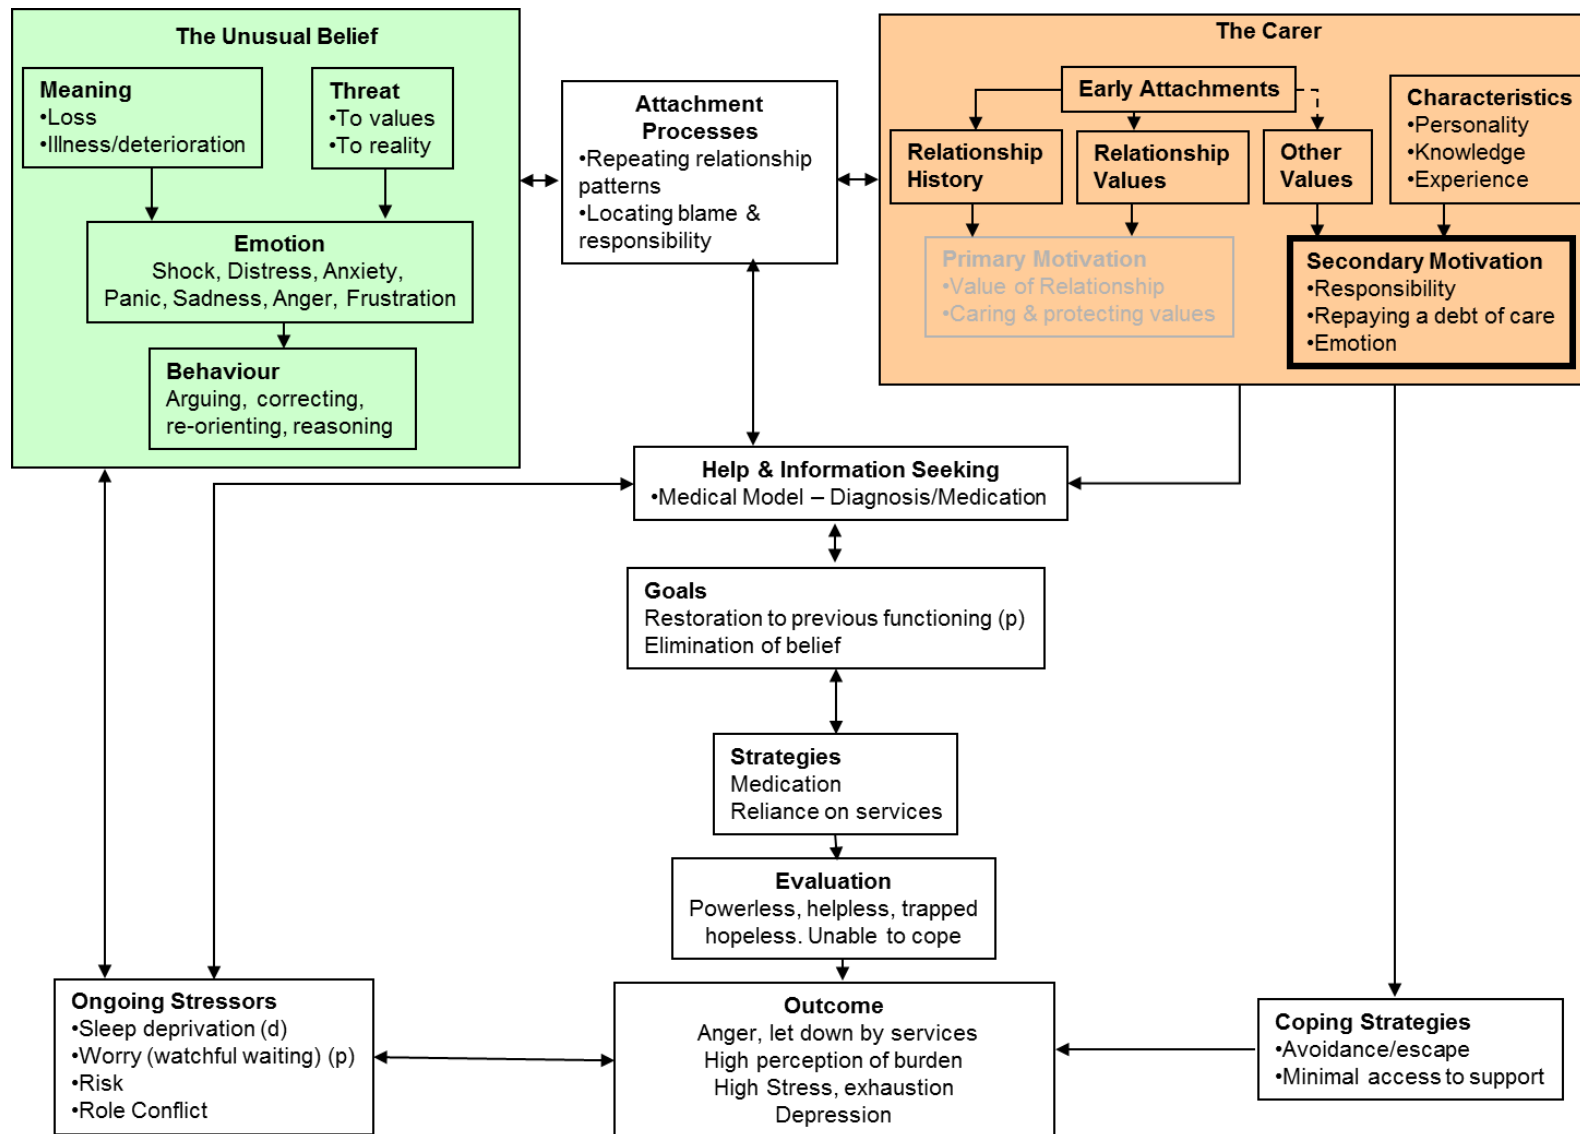 The Unusual Belief
Meaning
•Loss
•Illness/deterioration
Threat
•To values
•To reality
Emotion
Shock, Distress, Anxiety,
Panic, Sadness, Anger, Frustration
Behaviour
Arguing, correcting,
re-orienting, reasoning
Attachment
Processes
•Repeating relationship
patterns
•Locating blame &
responsibility
The Carer
Early Attachments
Relationship
History
Relationship
Values
Other
Values
Characteristics
•Personality
•Knowledge
•Experience
Primary Motivation
•Value of Relationship
•Caring & protecting values
Secondary Motivation
•Responsibility
•Repaying a debt of care
•Emotion
Help & Information Seeking
•Medical Model – Diagnosis/Medication
Goals
Restoration to previous functioning (p)
Elimination of belief
Strategies
Medication
Reliance on services
Evaluation
Powerless, helpless, trapped
hopeless. Unable to cope
Ongoing Stressors
•Sleep deprivation (d)
•Worry (watchful waiting) (p)
•Risk
•Role Conflict
Outcome
Anger, let down by services
High perception of burden
High Stress, exhaustion
Depression
Coping Strategies
•Avoidance/escape
•Minimal access to support